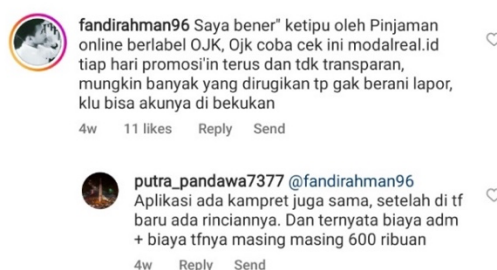 fandirahman96 Saya bener" ketipu oleh Pinjaman
online berlabel OJK, Ojk coba cek ini modalreal.id
tiap hari promosi'in terus dan tdk transparan,
mungkin banyak yang dirugikan tp gak berani lapor,
klu bisa akunya di bekukan
4w 11 likes Reply Send
putra_pandawa7377 @fandirahman96
Aplikasi ada kampret juga sama, setelah di tf
baru ada rinciannya. Dan ternyata biaya adm
+ biaya tfnya masing masing 600 ribuan
4w Reply Send